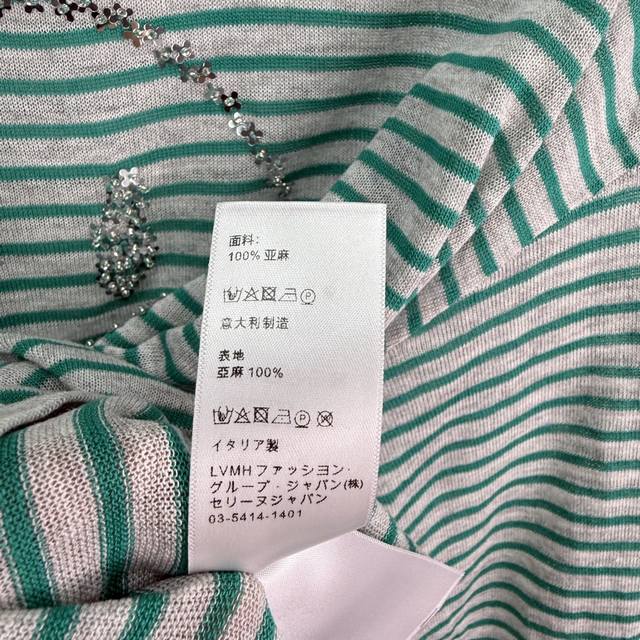 面料:
100% 亚麻
意大利制造
表地
亜麻 100%
イタリア製
LVMHファッション・
グループ・ジャパン(株)
セリーヌジャパン
03-5414-1401